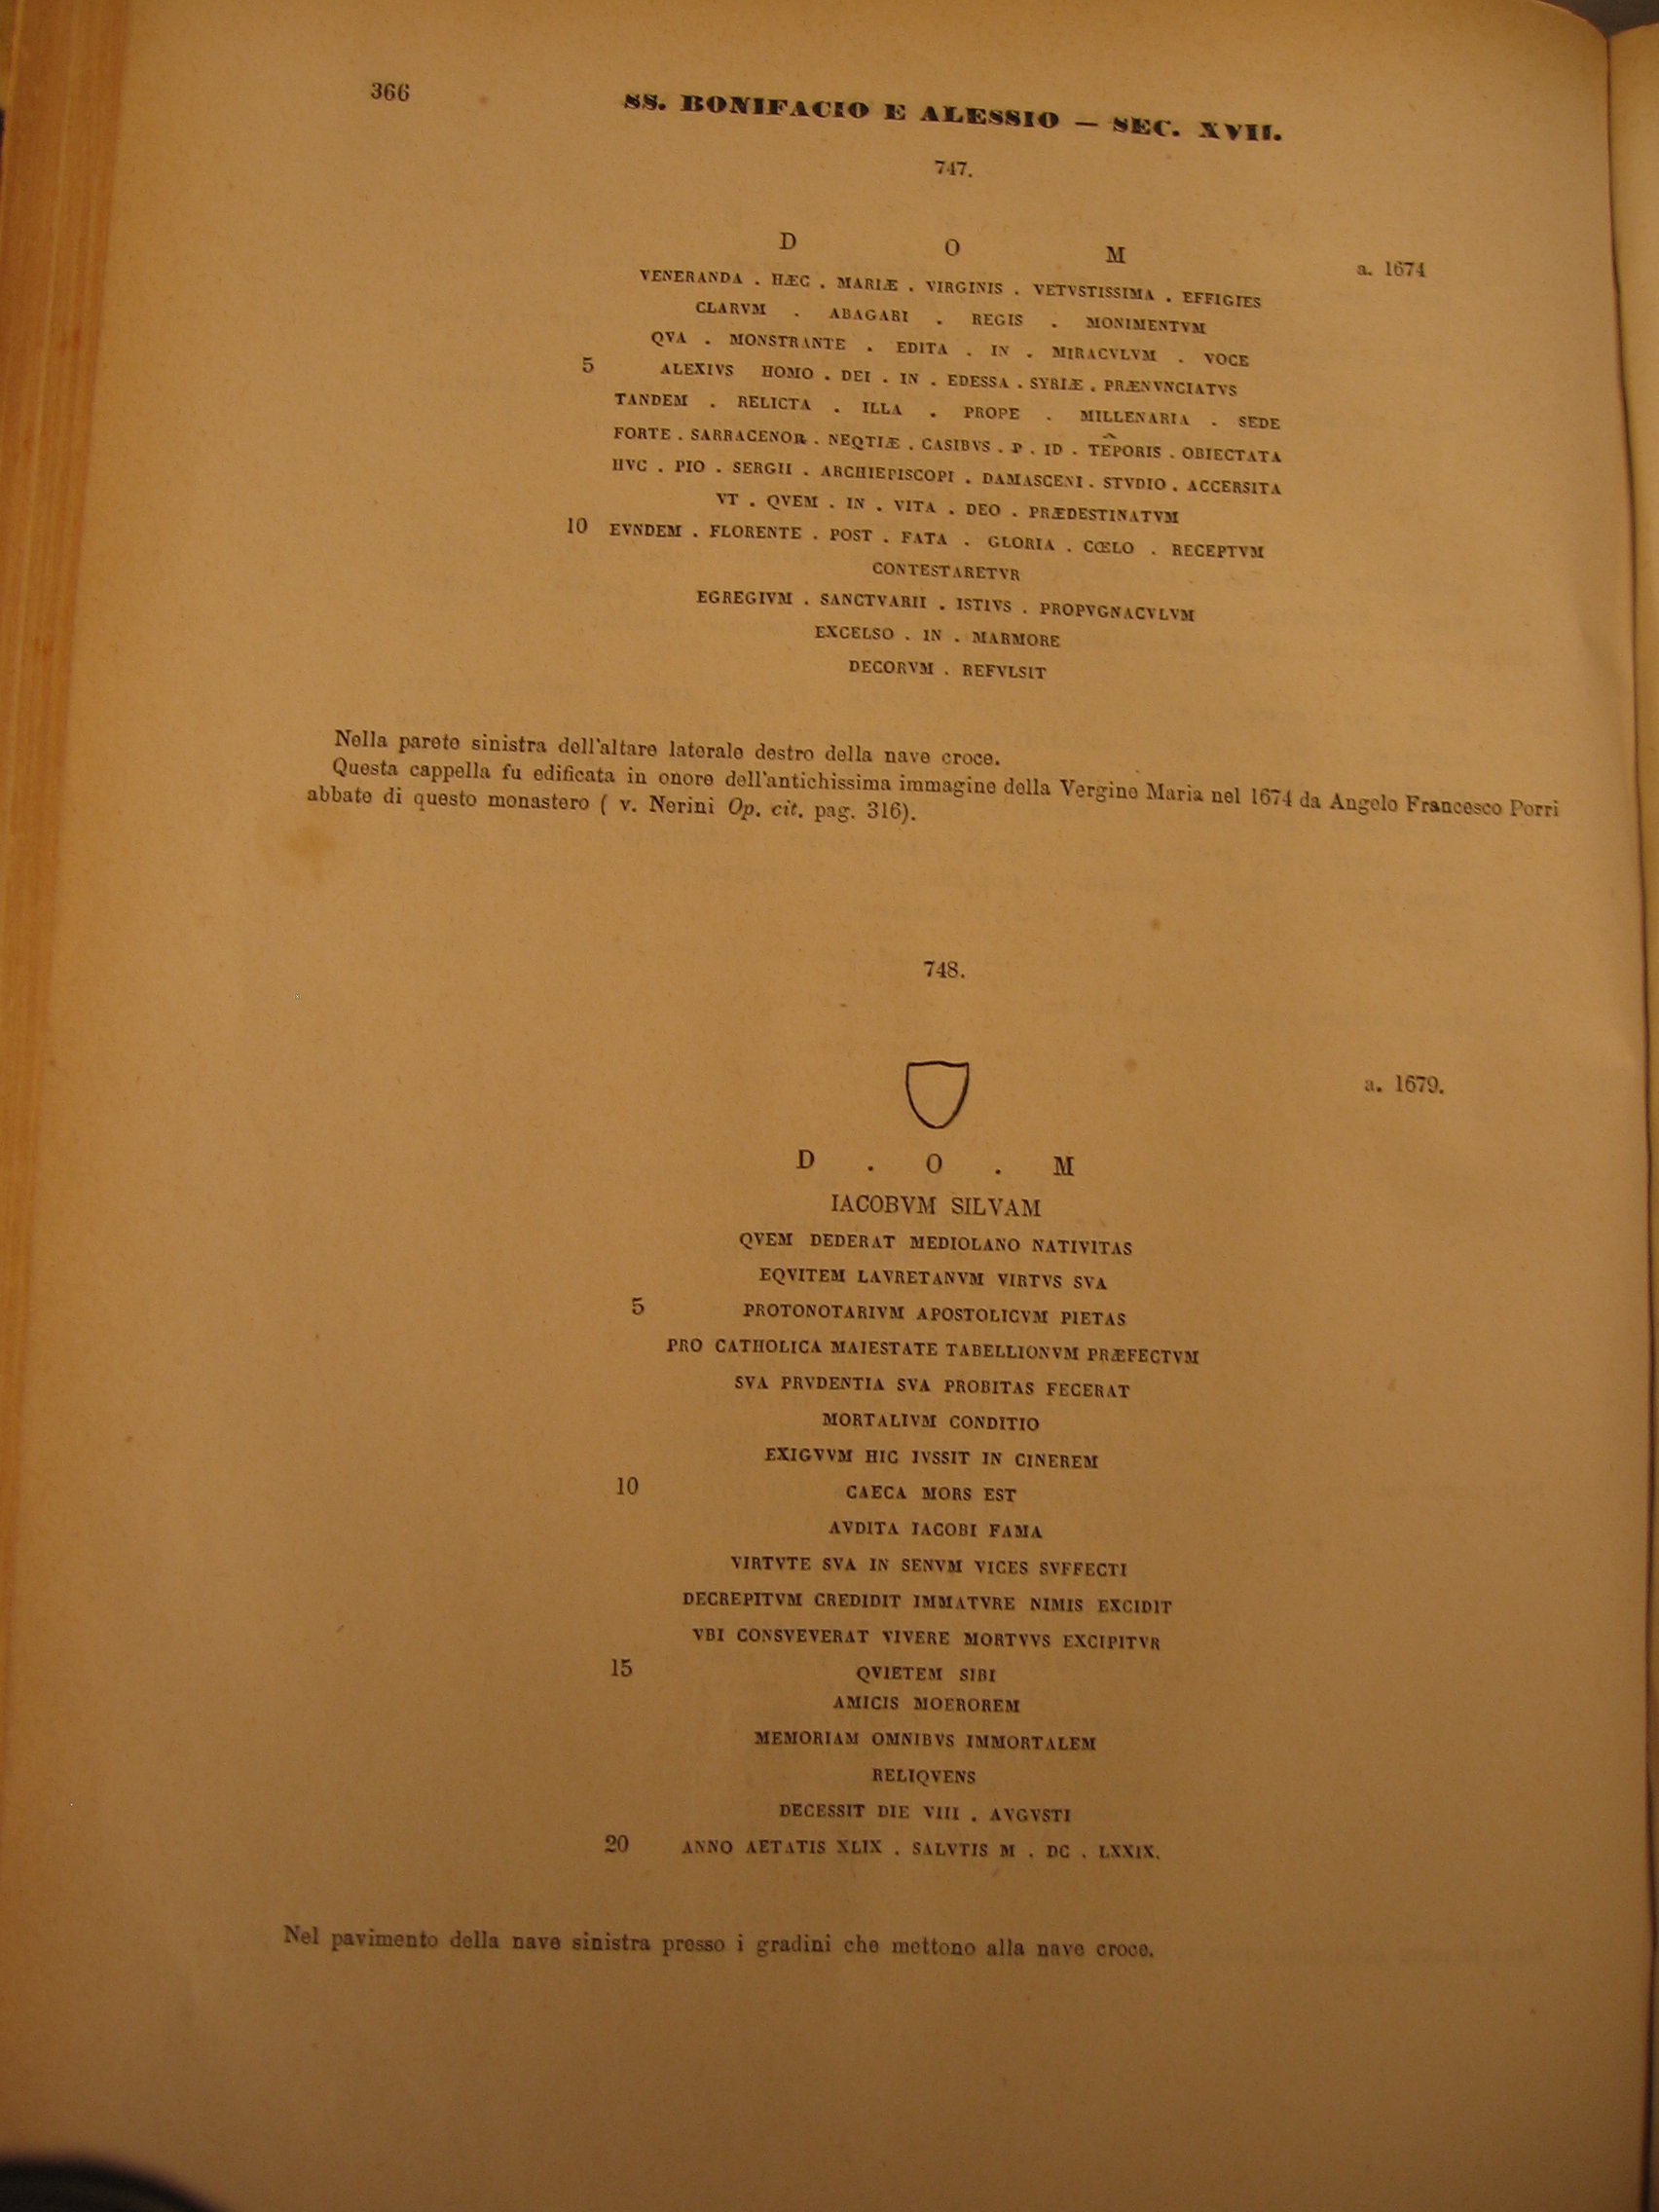 366
SS. BONIFACIO E ALESSIO — SEC. XVII.
747.
D O M
a. 1674
VENERANDA . HÆC . MARIÆ . VIRGINIS . VETVSTISSIMA . EFFIGIES
CLARVM . ABAGARI . REGIS . MONIMENTVM
QVA . MONSTRANTE . EDITA . IN . MIRACVLVM . VOCE
5 ALEXIVS HOMO . DEI . IN . EDESSA . SYRIÆ . PRÆNVNCIATVS
TANDEM . RELICTA . ILLA . PROPE . MILLENARIA . SEDE
FORTE . SARRACENOR . NEQTIÆ . CASIBVS . P . ID . TẼPORIS . OBIECTATA
HVC . PIO . SERGII . ARCHIEPISCOPI . DAMASCENI . STVDIO . ACCERSITA
VT . QVEM . IN . VITA . DEO . PRÆDESTINATVM
10 EVNDEM . FLORENTE . POST . FATA . GLORIA . CŒLO . RECEPTVM
CONTESTARETVR
EGREGIVM . SANCTVARII . ISTIVS . PROPVGNACVLVM
EXCELSO . IN . MARMORE
DECORVM . REFVLSIT
Nella parete sinistra dell'altare laterale destro della nave croce.
Questa cappella fu edificata in onore dell'antichissima immagine della Vergine Maria nel 1674 da Angelo Francesco Porri
abbate di questo monastero ( v. Nerini Op. cit. pag. 316).
748.
a. 1679.
D . O . M
IACOBVM SILVAM
QVEM DEDERAT MEDIOLANO NATIVITAS
EQVITEM LAVRETANVM VIRTVS SVA
5 PROTONOTARIVM APOSTOLICVM PIETAS
PRO CATHOLICA MAIESTATE TABELLIONVM PRÆFECTVM
SVA PRVDENTIA SVA PROBITAS FECERAT
MORTALIVM CONDITIO
EXIGVVM HIC IVSSIT IN CINEREM
10 CAECA MORS EST
AVDITA IACOBI FAMA
VIRTVTE SVA IN SENVM VICES SVFFECTI
DECREPITVM CREDIDIT IMMATVRE NIMIS EXCIDIT
VBI CONSVEVERAT VIVERE MORTVVS EXCIPITVR
15 QVIETEM SIBI
AMICIS MOEROREM
MEMORIAM OMNIBVS IMMORTALEM
RELIQVENS
DECESSIT DIE VIII . AVGVSTI
20 ANNO AETATIS XLIX . SALVTIS M . DC . LXXIX.
Nel pavimento della nave sinistra presso i gradini che mettono alla nave croce.